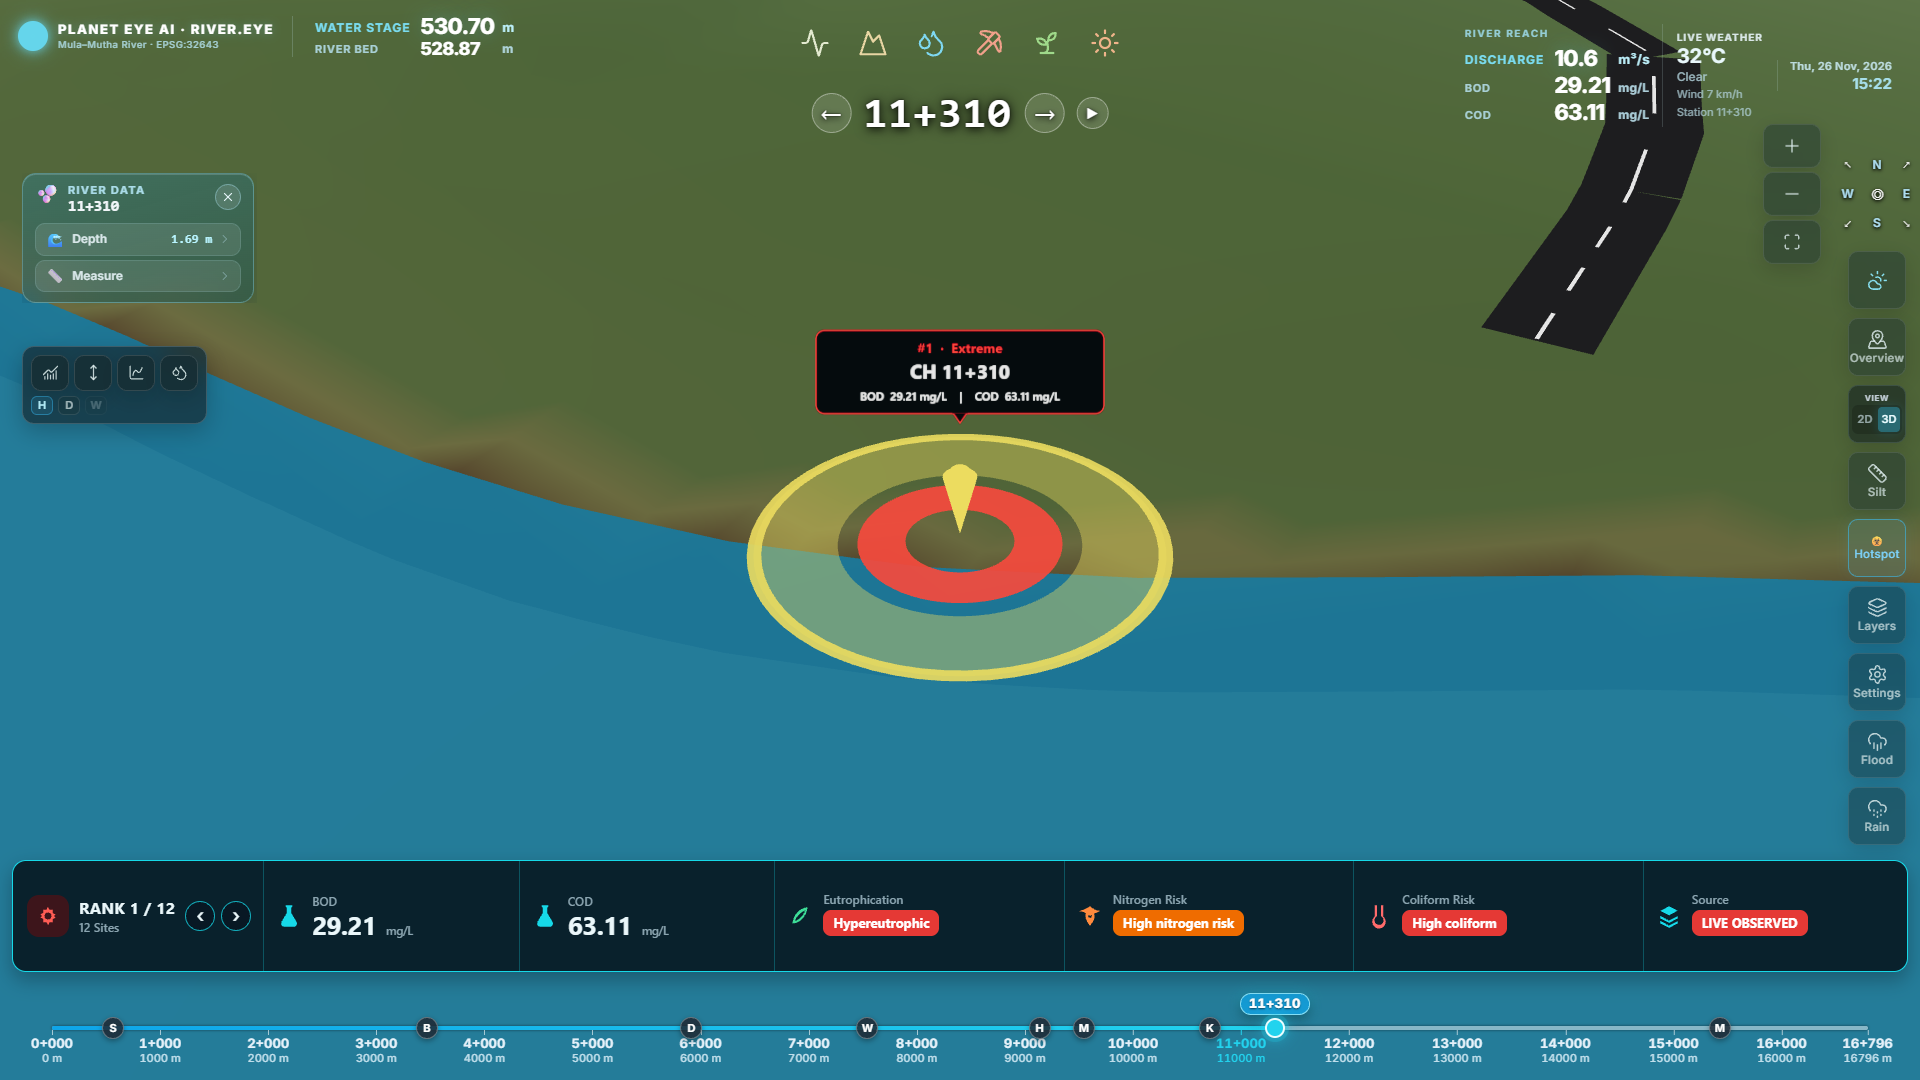 PLANET EYE AI · RIVER.EYE
Mula–Mutha River · EPSG:32643
WATER STAGE 530.70 m
RIVER BED 528.87 m
← 11+310 →
RIVER REACH
DISCHARGE 10.6 m³/s
BOD 29.21 mg/L
COD 63.11 mg/L
LIVE WEATHER
32°C
Clear
Wind 7 km/h
Station 11+310
Thu, 26 Nov, 2026
15:22
N
W E
S
RIVER DATA
11+310
Depth 1.69 m
Measure
H D W
#1 · Extreme
CH 11+310
BOD 29.21 mg/L | COD 63.11 mg/L
Overview
VIEW
2D 3D
Silt
Hotspot
Layers
Settings
Flood
Rain
RANK 1 / 12
12 Sites
BOD
29.21 mg/L
COD
63.11 mg/L
Eutrophication
Hypereutrophic
Nitrogen Risk
High nitrogen risk
Coliform Risk
High coliform
Source
LIVE OBSERVED
11+310
S B D W H M K M
0+000 1+000 2+000 3+000 4+000 5+000 6+000 7+000 8+000 9+000 10+000 11+000 12+000 13+000 14+000 15+000 16+000 16+796
0 m 1000 m 2000 m 3000 m 4000 m 5000 m 6000 m 7000 m 8000 m 9000 m 10000 m 11000 m 12000 m 13000 m 14000 m 15000 m 16000 m 16796 m